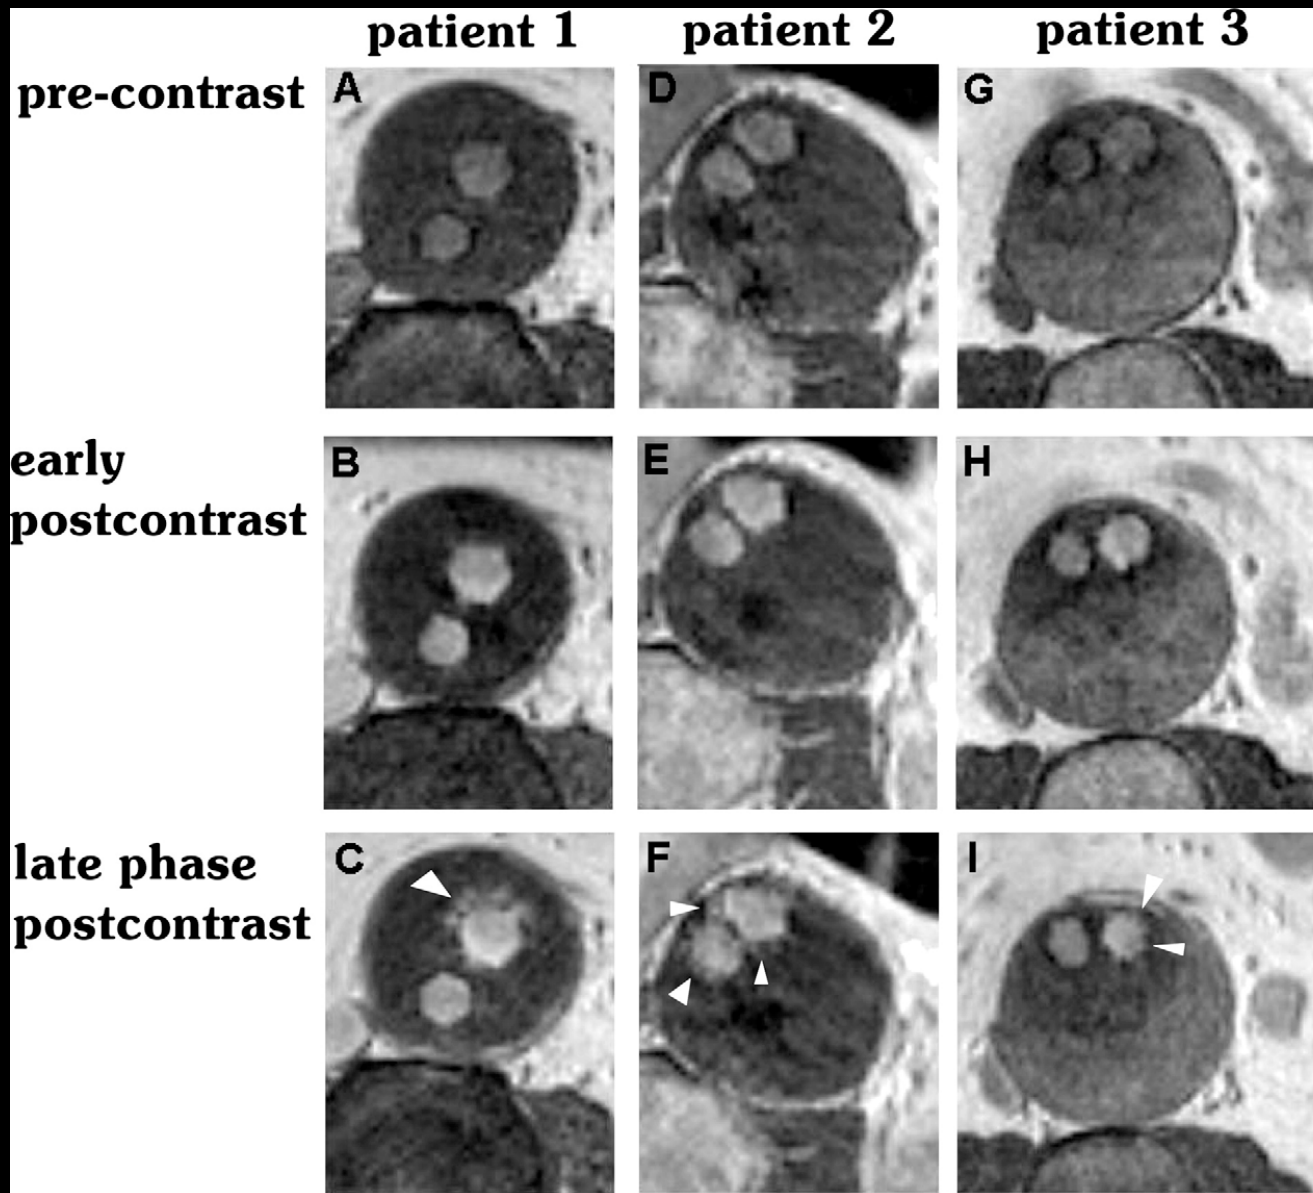 patient 1 patient 2 patient 3
pre-contrast
A D G
early
postcontrast
B E H
late phase
postcontrast
C F I